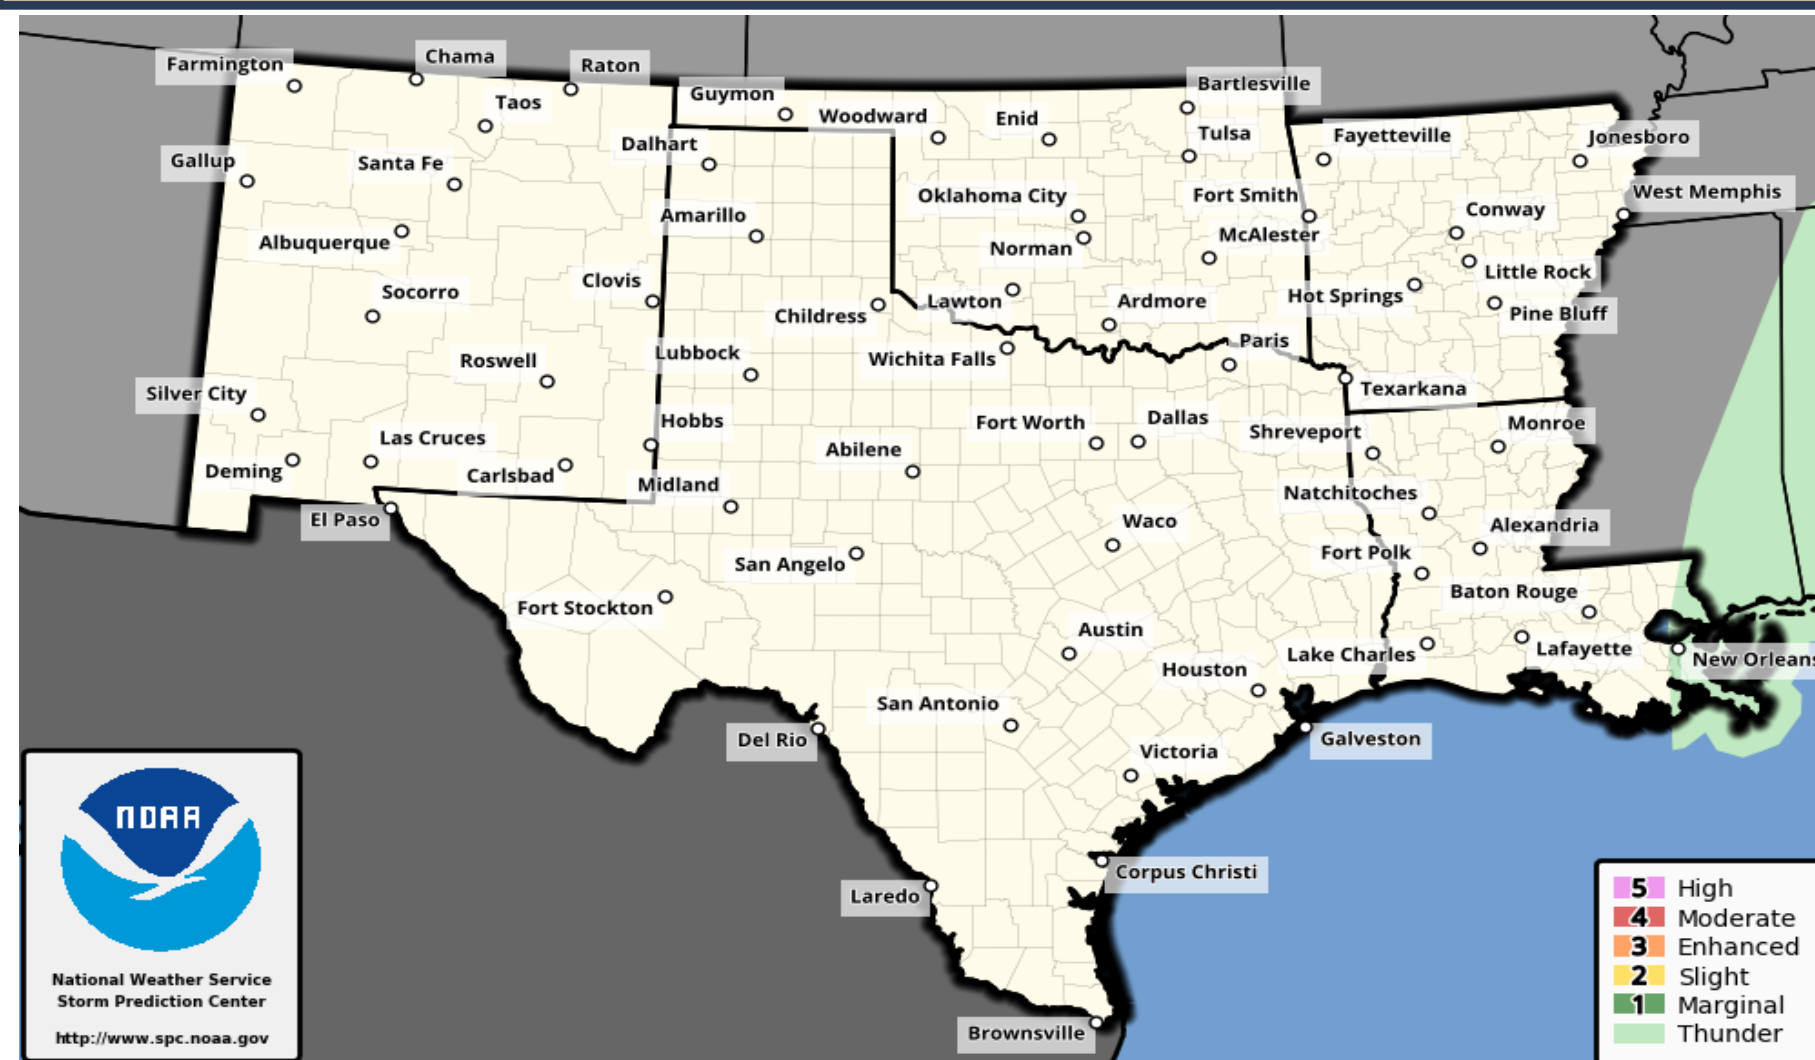 Farmington
Chama
Raton
Taos
Guymon
Woodward
Enid
Bartlesville
Tulsa
Fayetteville
Jonesboro
Gallup
Santa Fe
Dalhart
Oklahoma City
Fort Smith
West Memphis
Conway
Albuquerque
Amarillo
Norman
McAlester
Little Rock
Socorro
Clovis
Childress
Lawton
Ardmore
Hot Springs
Pine Bluff
Roswell
Lubbock
Wichita Falls
Paris
Texarkana
Silver City
Las Cruces
Hobbs
Abilene
Fort Worth
Dallas
Shreveport
Monroe
Deming
Carlsbad
Midland
Natchitoches
El Paso
San Angelo
Waco
Fort Polk
Alexandria
Fort Stockton
Austin
Baton Rouge
Houston
Lake Charles
Lafayette
New Orleans
San Antonio
Del Rio
Victoria
Galveston
Corpus Christi
Laredo
Brownsville
NOAA
National Weather Service
Storm Prediction Center
http://www.spc.noaa.gov
5 High
4 Moderate
3 Enhanced
2 Slight
1 Marginal
Thunder